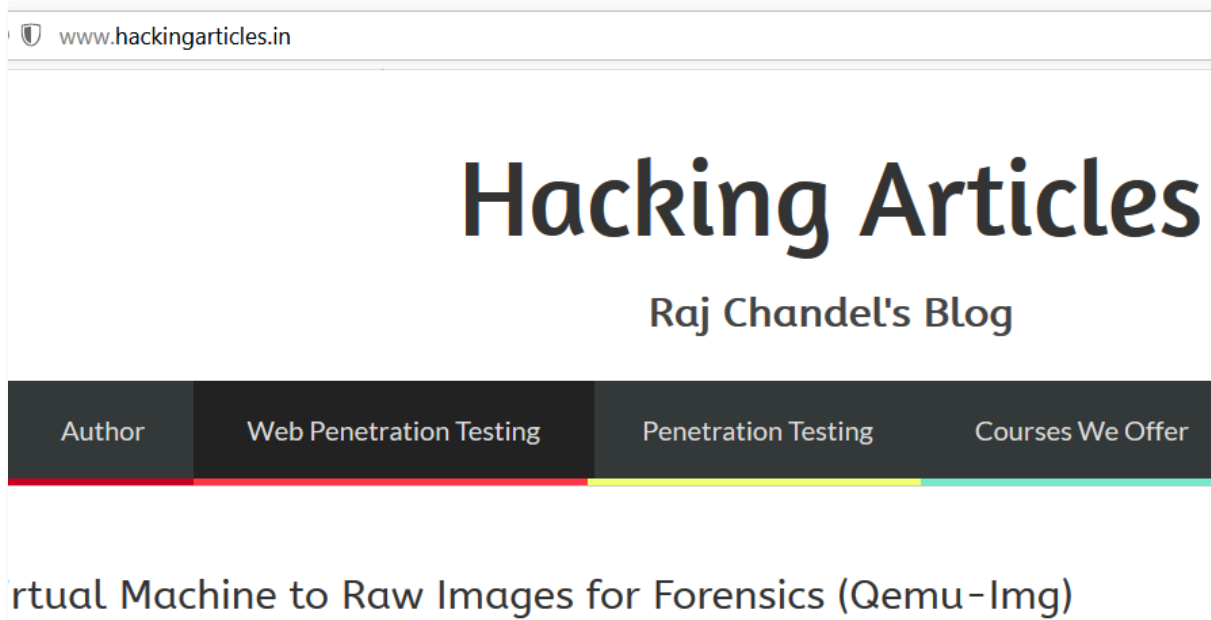 www.hackingarticles.in
Hacking Articles
Raj Chandel's Blog
Author Web Penetration Testing Penetration Testing Courses We Offer
rtual Machine to Raw Images for Forensics (Qemu-Img)